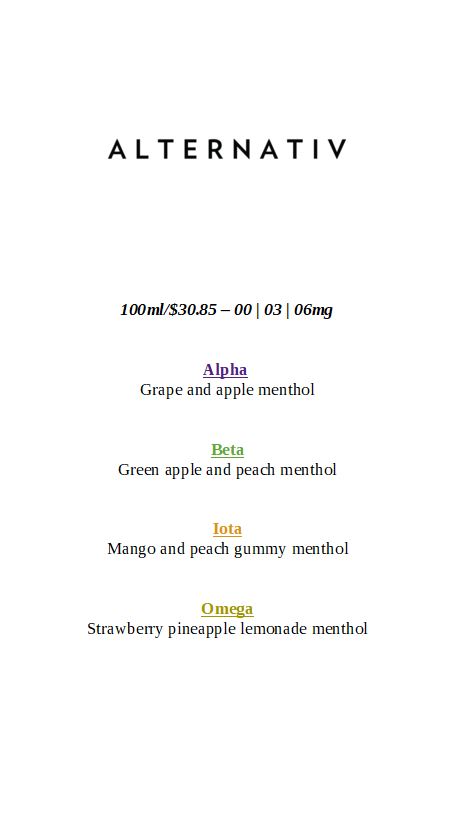 ALTERNATIV
100ml/$30.85 – 00 | 03 | 06mg
Alpha
Grape and apple menthol
Beta
Green apple and peach menthol
Iota
Mango and peach gummy menthol
Omega
Strawberry pineapple lemonade menthol